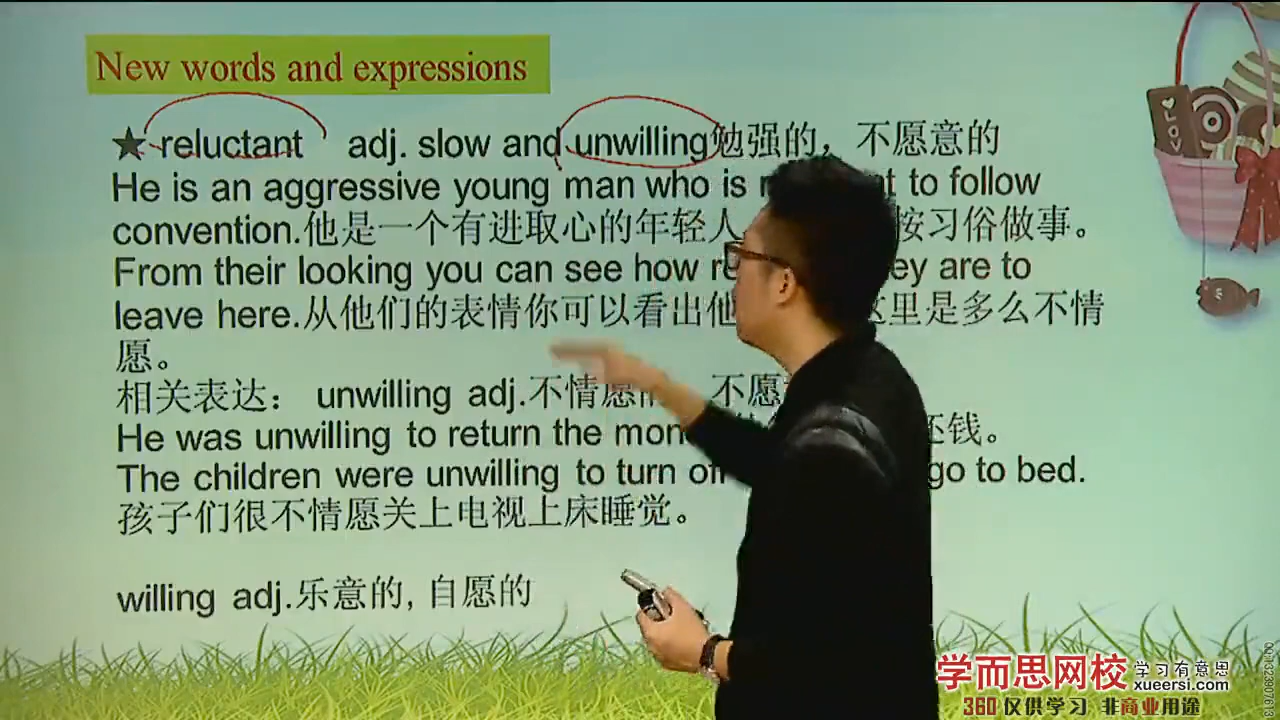 New words and expressions
★ reluctant adj. slow and unwilling勉强的，不愿意的
He is an aggressive young man who is to follow
convention.他是一个有进取心的年轻人 按习俗做事。
From their looking you can see how they are to
leave here.从他们的表情你可以看出他 这里是多么不情
愿。
相关表达： unwilling adj.不情愿的 不愿
He was unwilling to return the 还钱。
The children were unwilling to turn go to bed.
孩子们很不情愿关上电视上床睡觉。
willing adj.乐意的, 自愿的
LOV
学而思网校 学习有意思
xueersi.com
360 仅供学习 非商业用途